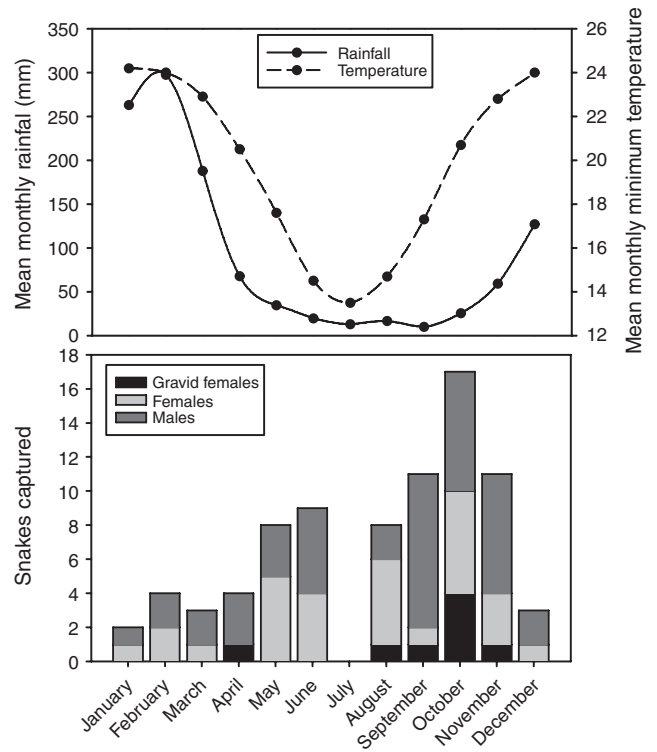 350
300
250
200
150
100
50
0
Mean monthly rainfal (mm)
Rainfall
Temperature
26
24
22
20
18
16
14
12
Mean monthly minimum temperature
18
16
14
12
10
8
6
4
2
0
Snakes captured
Gravid females
Females
Males
January
February
March
April
May
June
July
August
September
October
November
December